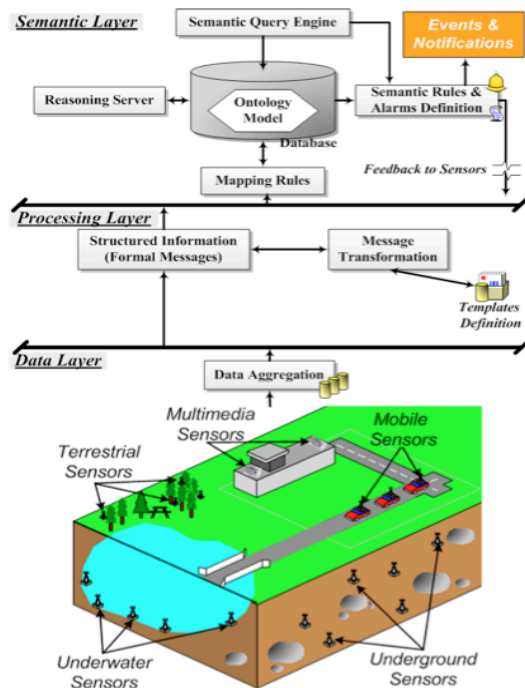 Semantic Layer
Semantic Query Engine
Events &
Notifications
Reasoning Server
Ontology
Model
Database
Semantic Rules &
Alarms Definition
Mapping Rules
Feedback to Sensors
Processing Layer
Structured Information
(Formal Messages)
Message
Transformation
Templates
Definition
Data Layer
Data Aggregation
Multimedia
Sensors
Mobile
Sensors
Terrestrial
Sensors
Underwater
Sensors
Underground
Sensors